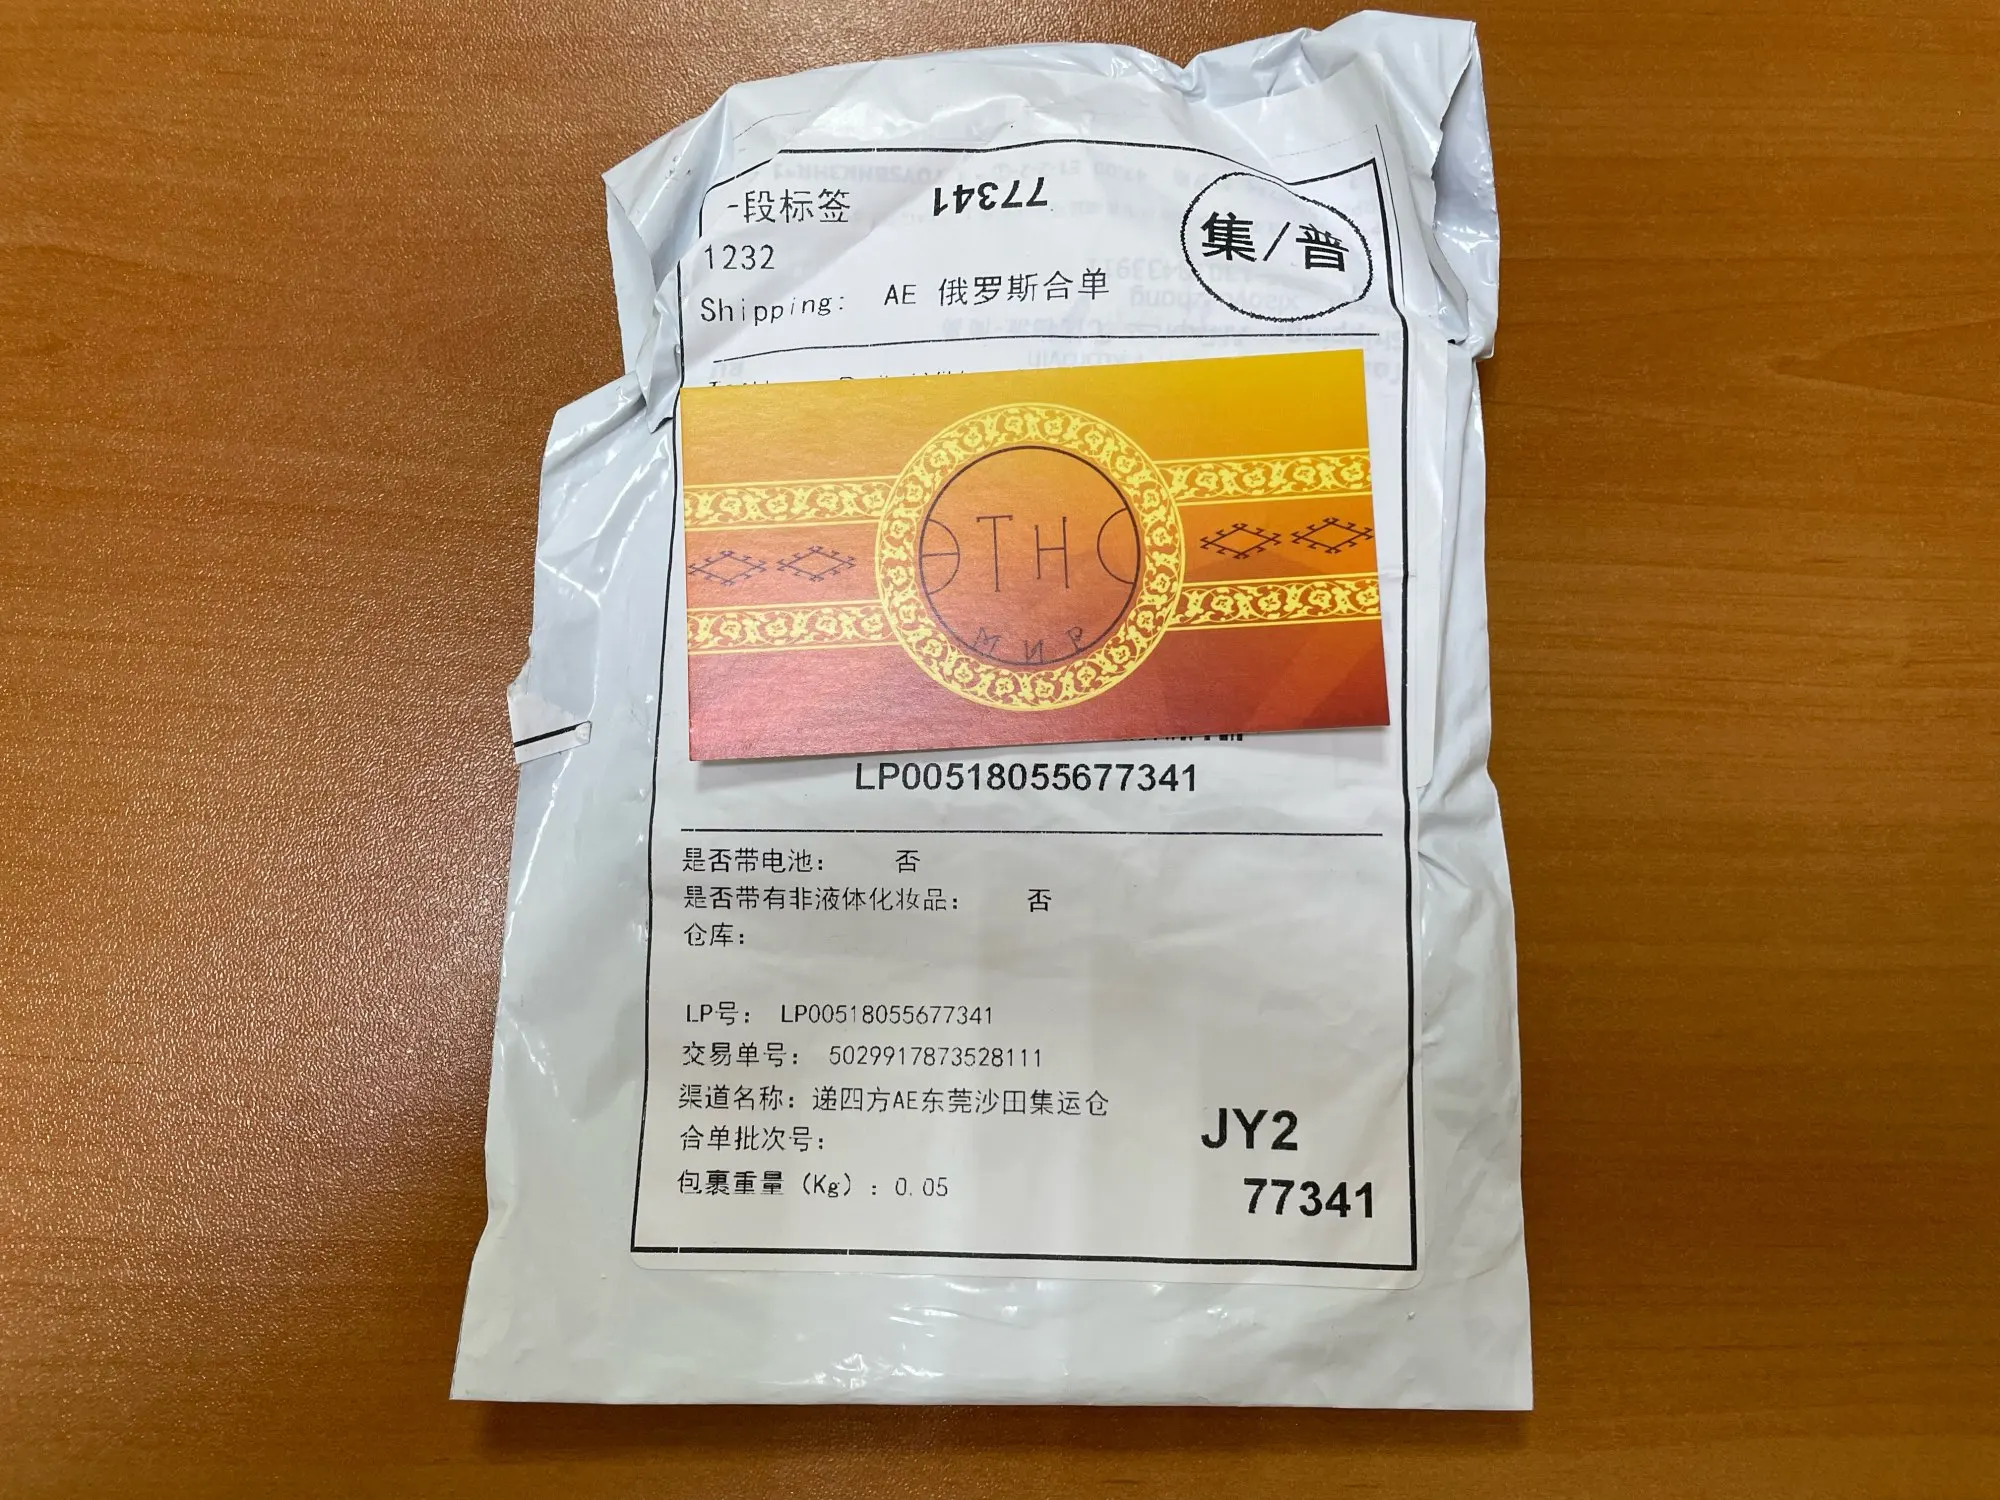 一段标签
77341
集/普
1232
Shipping: AE 俄罗斯合单
ЭТНО
МИР
LP00518055677341
是否带电池: 否
是否带有非液体化妆品: 否
仓库:
LP号: LP00518055677341
交易单号: 5029917873528111
渠道名称: 递四方AE东莞沙田集运仓
合单批次号:
包裹重量 (Kg) : 0.05
JY2
77341